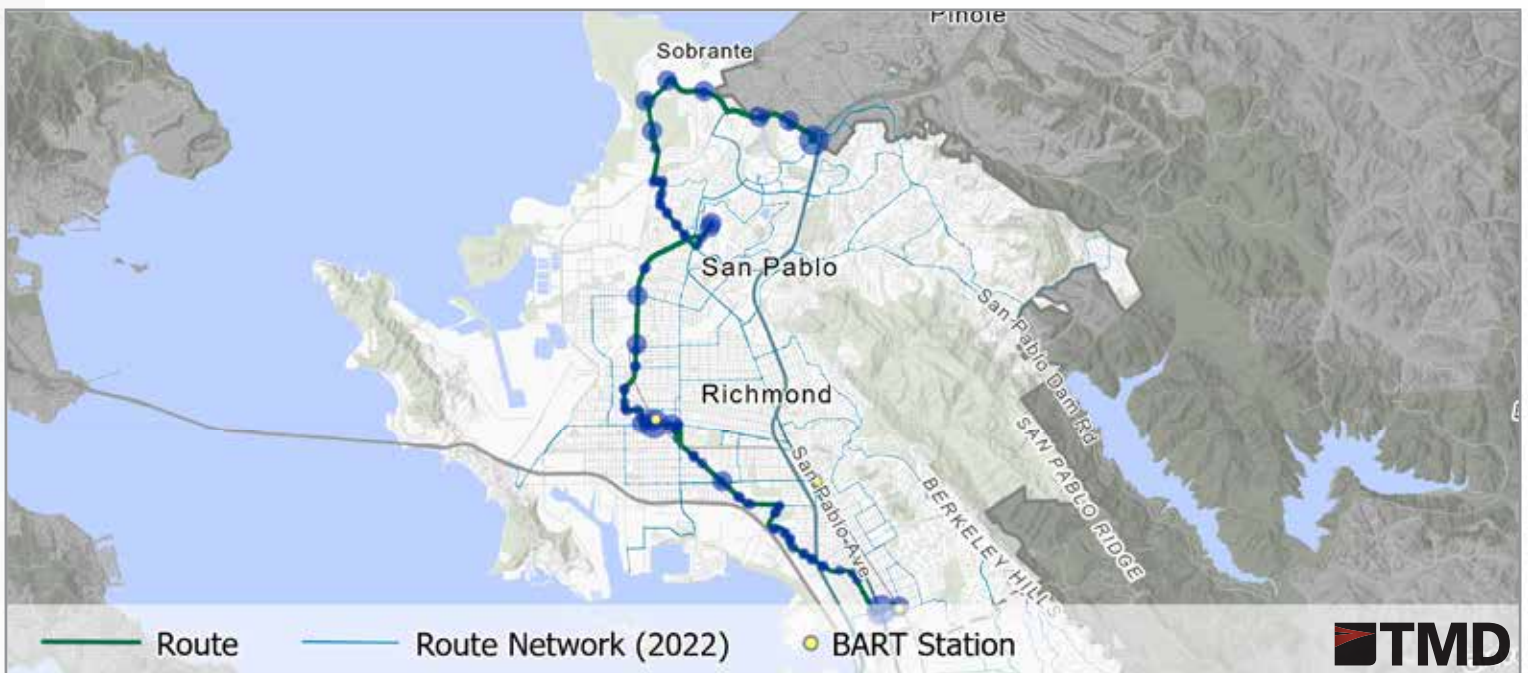 Pinole
Sobrante
San Pablo
San Pablo Dam Rd
Richmond
SAN PABLO RIDGE
San Pablo Ave
BERKELEY HILLS
Route
Route Network (2022)
BART Station
TMD